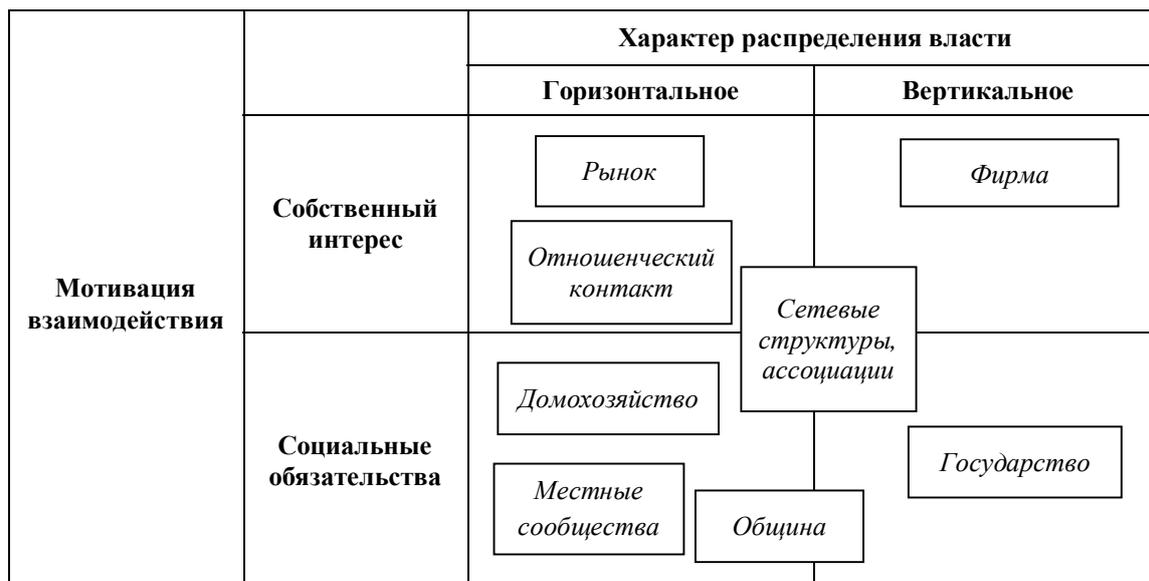 Характер распределения власти
Горизонтальное
Вертикальное
Рынок
Фирма
Собственный
интерес
Отношенческий
контакт
Мотивация
взаимодействия
Сетевые
структуры,
ассоциации
Домохозяйство
Социальные
обязательства
Государство
Местные
сообщества
Община